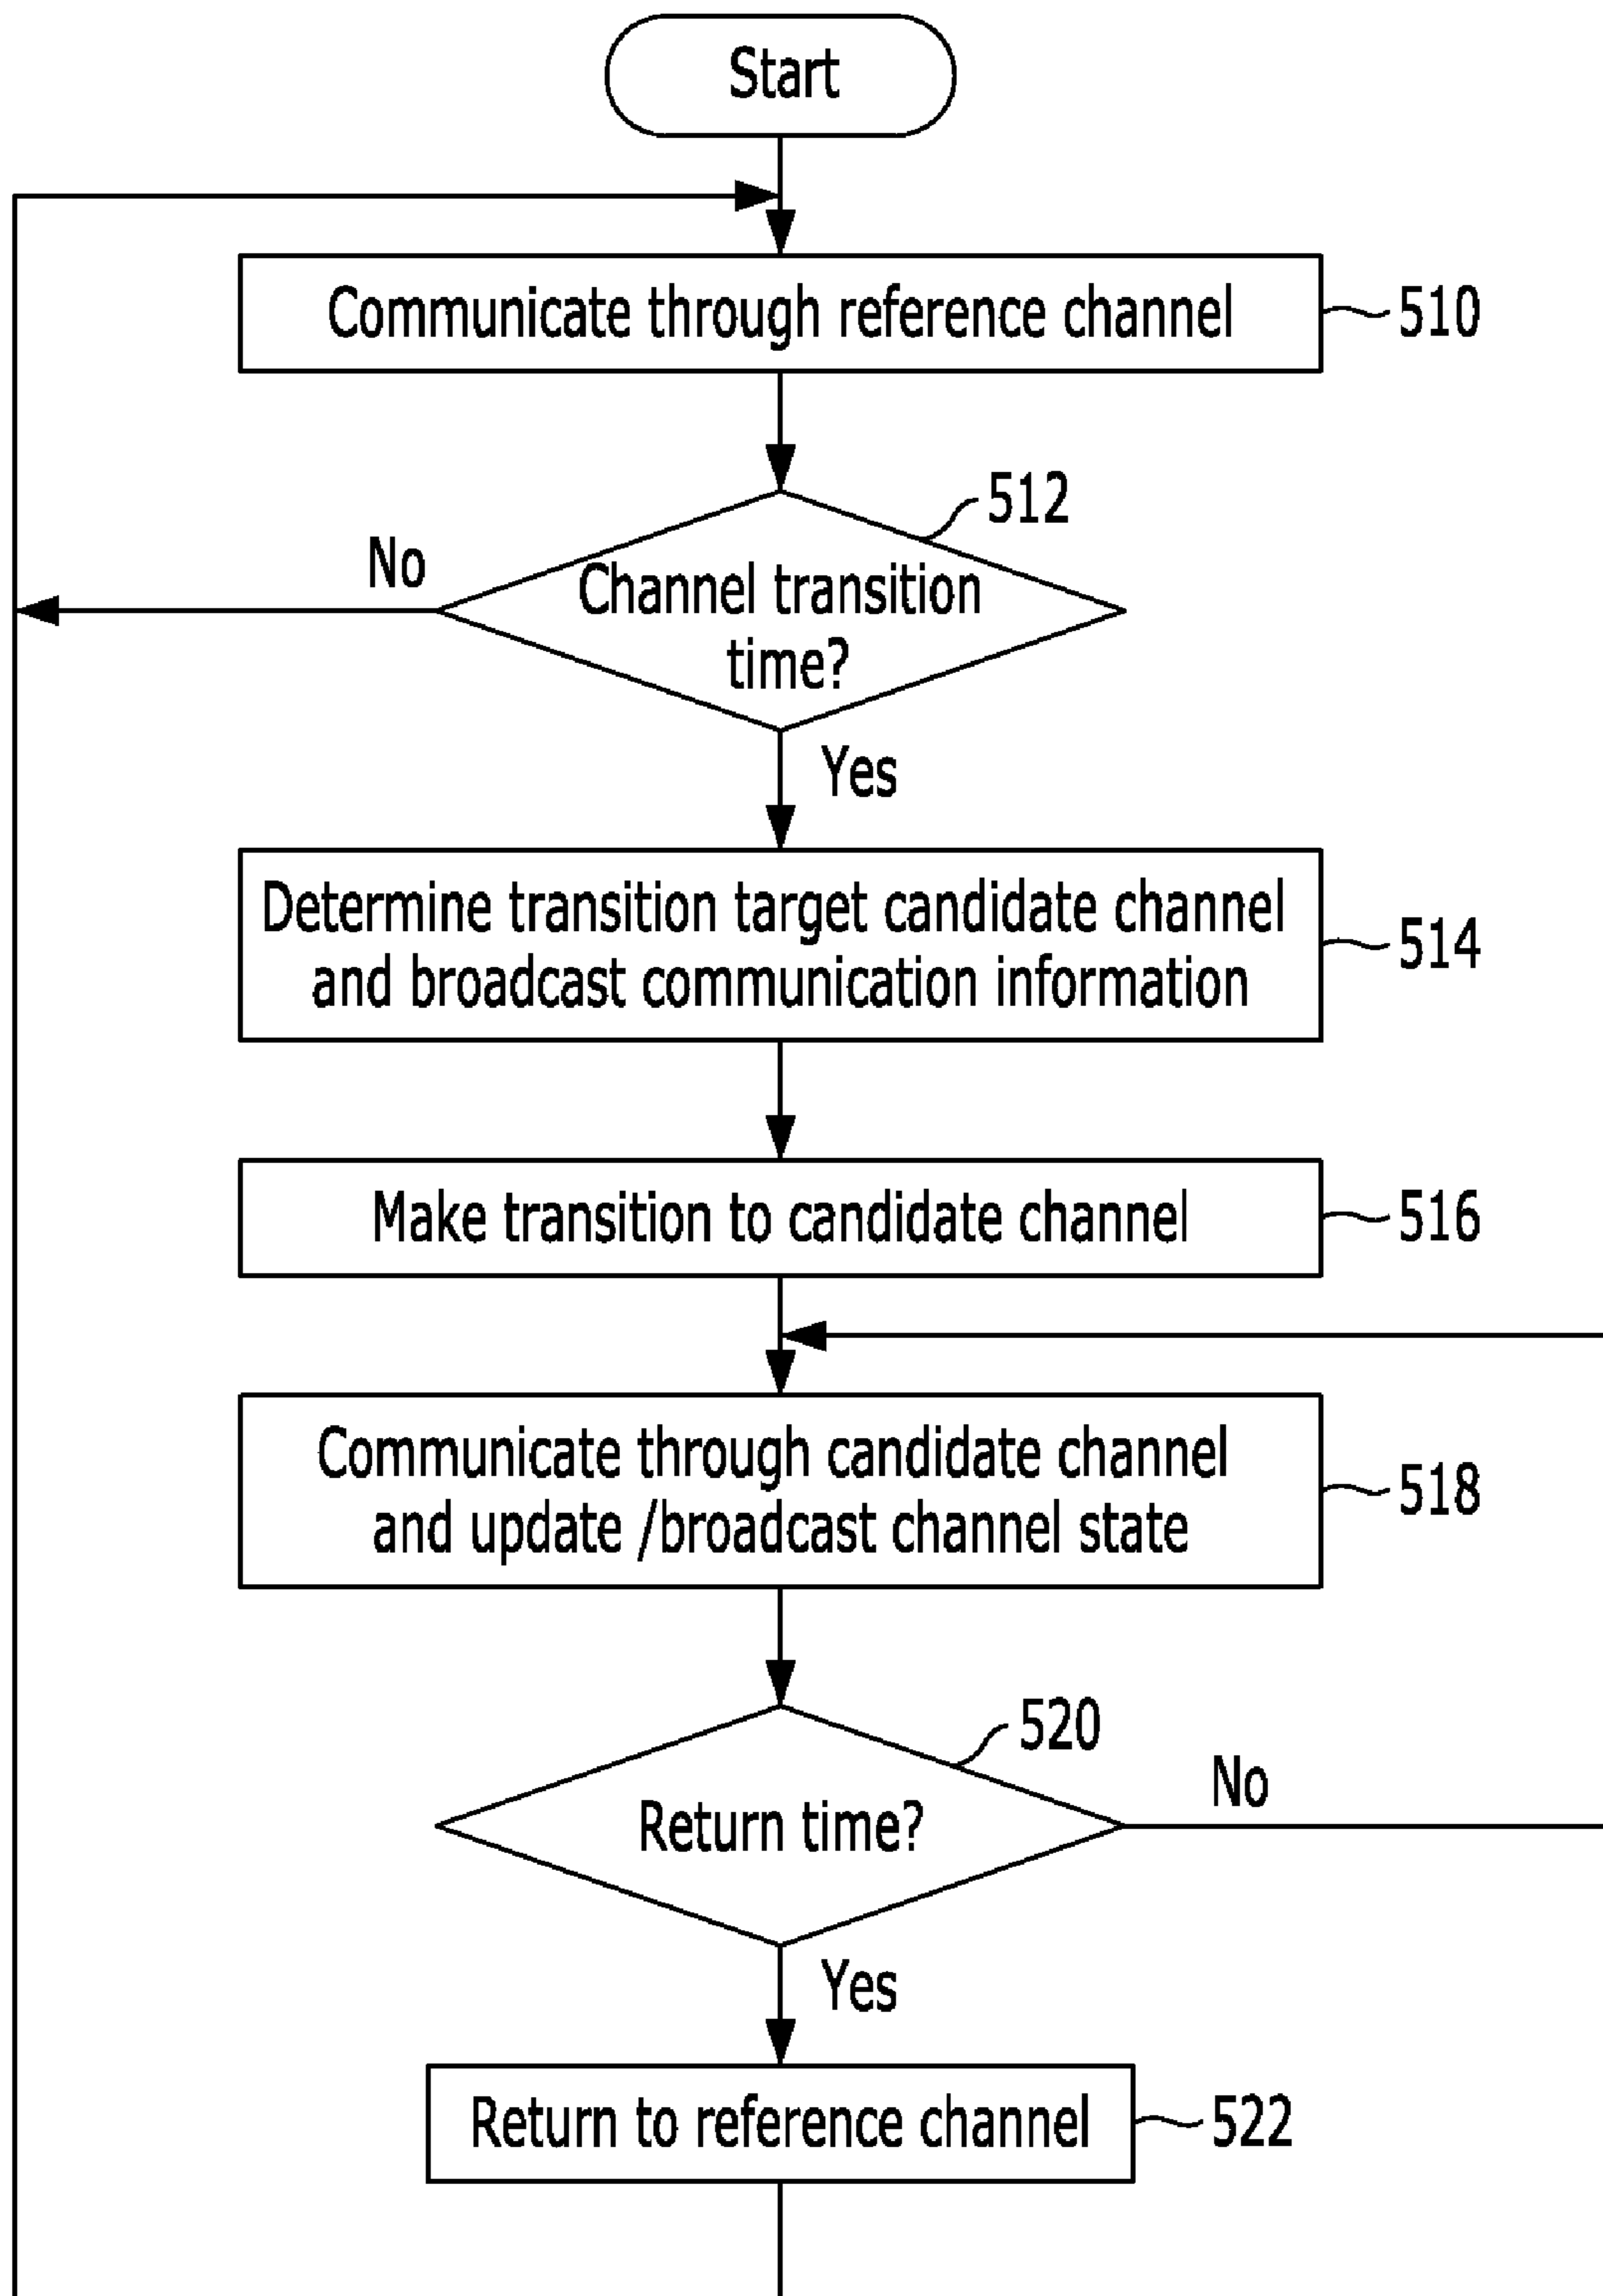 Start
Communicate through reference channel
510
512
No
Channel transition
time?
Yes
Determine transition target candidate channel
and broadcast communication information
514
Make transition to candidate channel
516
Communicate through candidate channel
and update /broadcast channel state
518
520
No
Return time?
Yes
Return to reference channel
522